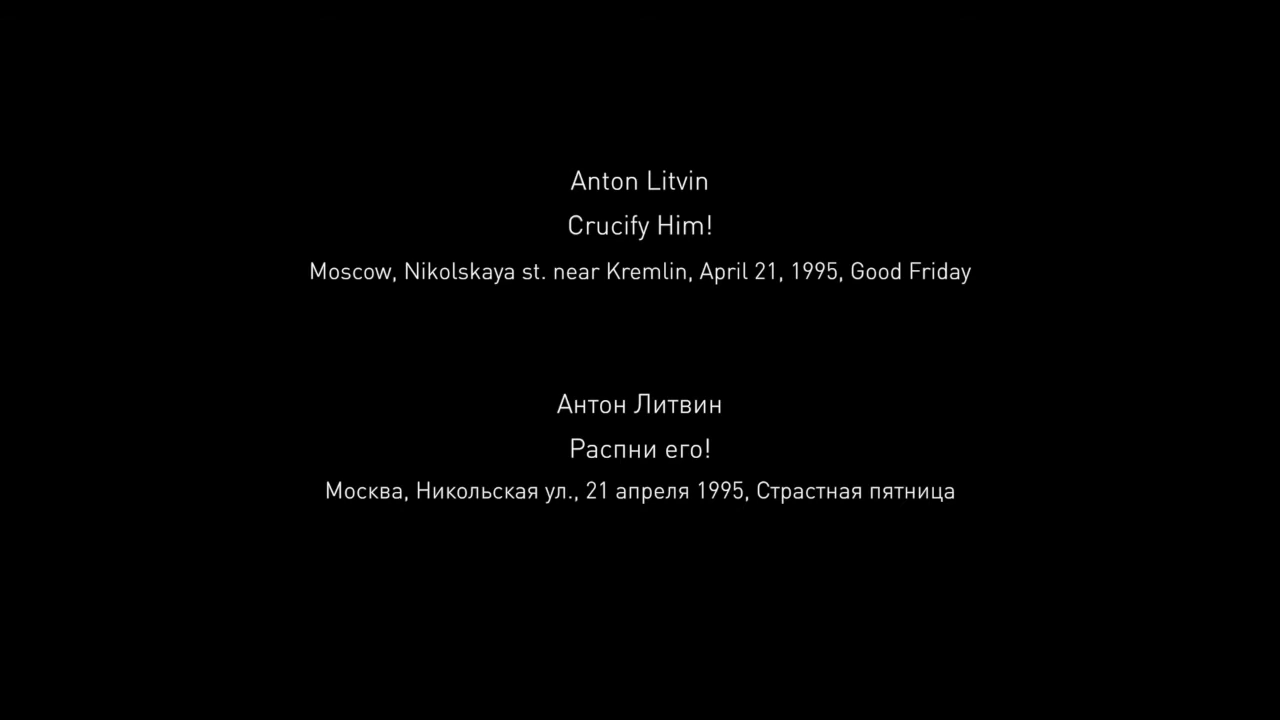 Anton Litvin
Crucify Him!
Moscow, Nikolskaya st. near Kremlin, April 21, 1995, Good Friday
Антон Литвин
Распни его!
Москва, Никольская ул., 21 апреля 1995, Страстная пятница